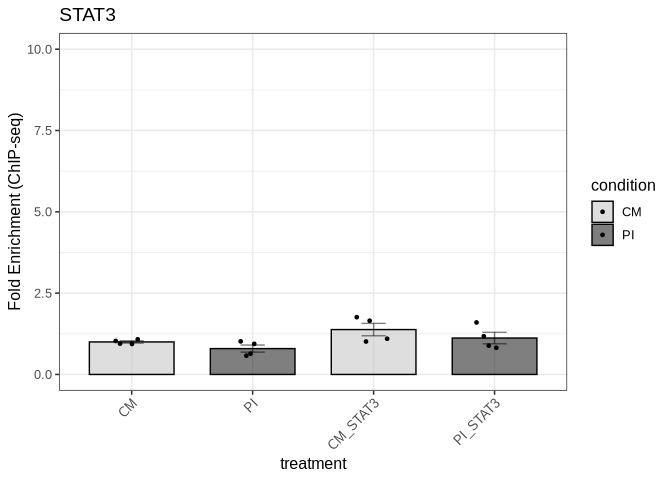 STAT3
10.0
7.5
5.0
2.5
0.0
Fold Enrichment (ChIP-seq)
CM
PI
CM_STAT3
PI_STAT3
treatment
condition
CM
PI